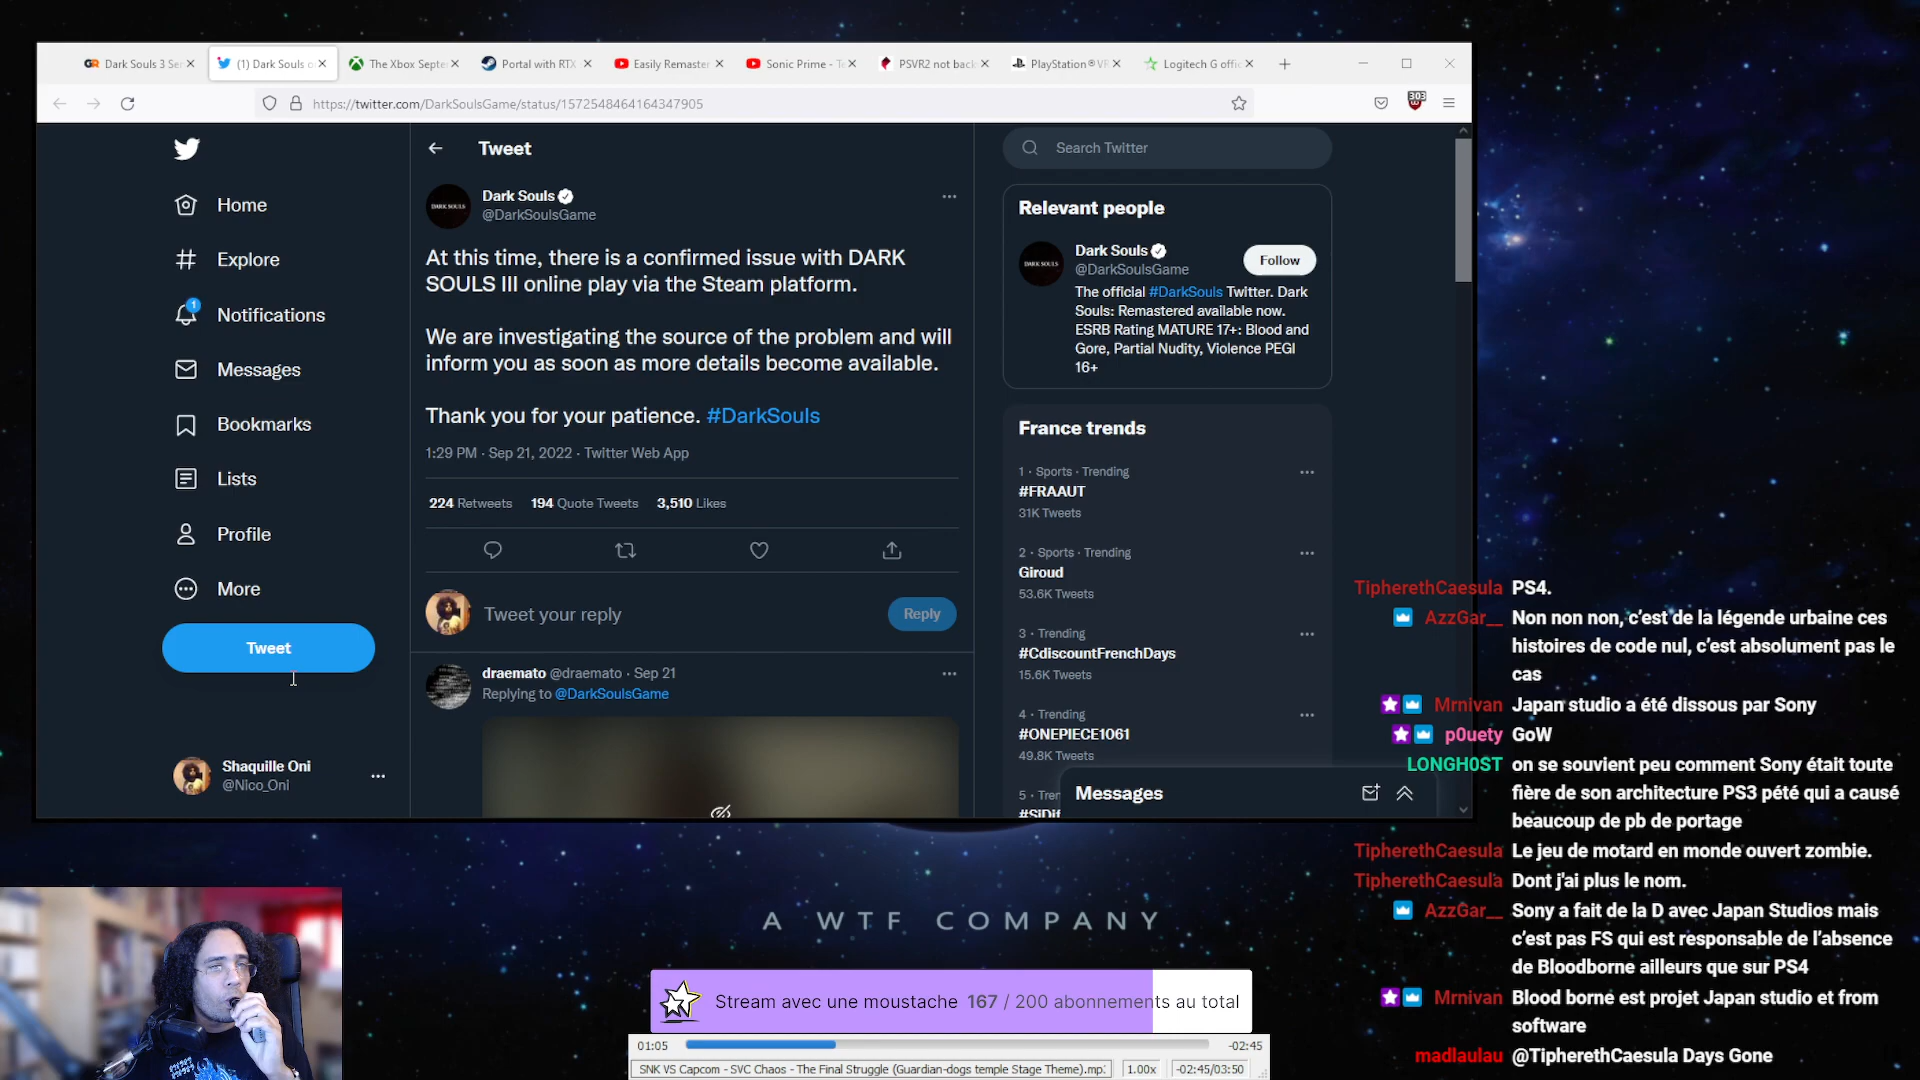 GR Dark Souls 3 Ser
(1) Dark Souls o
The Xbox Septe
Portal with RTX
Easily Remaster
Sonic Prime - Te
PSVR2 not back
PlayStation®VR
Logitech G offic
https://twitter.com/DarkSoulsGame/status/1572548464164347905
303
Home
Explore
1
Notifications
Messages
Bookmarks
Lists
Profile
More
Tweet
Shaquille Oni
@Nico_Oni
Tweet
DARK SOULS
Dark Souls
@DarkSoulsGame
At this time, there is a confirmed issue with DARK
SOULS III online play via the Steam platform.
We are investigating the source of the problem and will
inform you as soon as more details become available.
Thank you for your patience. #DarkSouls
1:29 PM · Sep 21, 2022 · Twitter Web App
224 Retweets 194 Quote Tweets 3,510 Likes
Tweet your reply
Reply
draemato @draemato · Sep 21
Replying to @DarkSoulsGame
Search Twitter
Relevant people
DARK SOULS
Dark Souls
@DarkSoulsGame
Follow
The official #DarkSouls Twitter. Dark
Souls: Remastered available now.
ESRB Rating MATURE 17+: Blood and
Gore, Partial Nudity, Violence PEGI
16+
France trends
1 · Sports · Trending
#FRAAUT
31K Tweets
2 · Sports · Trending
Giroud
53.6K Tweets
3 · Trending
#CdiscountFrenchDays
15.6K Tweets
4 · Trending
#ONEPIECE1061
49.8K Tweets
5 · Tren
Messages
TipherethCaesula PS4.
AzzGar__ Non non non, c’est de la légende urbaine ces
histoires de code nul, c’est absolument pas le
cas
Mrnivan Japan studio a été dissous par Sony
p0uety GoW
LONGH0ST on se souvient peu comment Sony était toute
fière de son architecture PS3 pété qui a causé
beaucoup de pb de portage
TipherethCaesula Le jeu de motard en monde ouvert zombie.
TipherethCaesula Dont j'ai plus le nom.
AzzGar__ Sony a fait de la D avec Japan Studios mais
c’est pas FS qui est responsable de l’absence
de Bloodborne ailleurs que sur PS4
Mrnivan Blood borne est projet Japan studio et from
software
madlaulau @TipherethCaesula Days Gone
A WTF COMPANY
Stream avec une moustache 167 / 200 abonnements au total
01:05
-02:45
SNK VS Capcom - SVC Chaos - The Final Struggle (Guardian-dogs temple Stage Theme).mp3
1.00x
-02:45/03:50